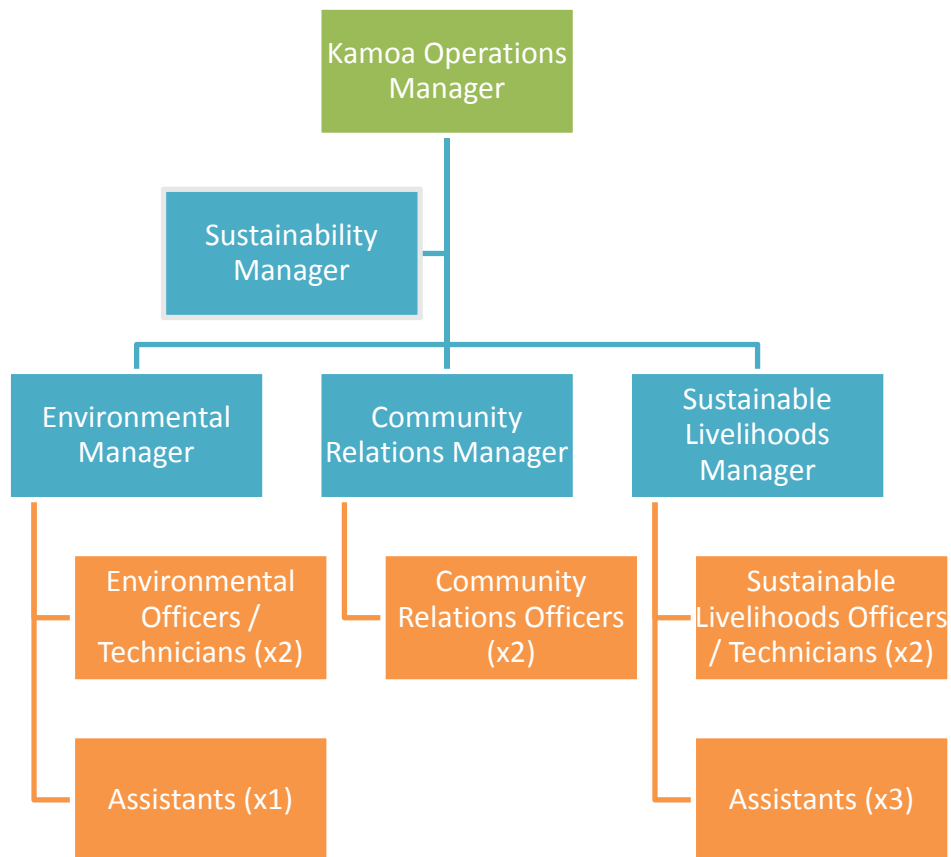 Kamoa Operations
Manager
Sustainability
Manager
Environmental
Manager
Community
Relations Manager
Sustainable
Livelihoods
Manager
Environmental
Officers /
Technicians (x2)
Community
Relations Officers
(x2)
Sustainable
Livelihoods Officers
/ Technicians (x2)
Assistants (x1)
Assistants (x3)